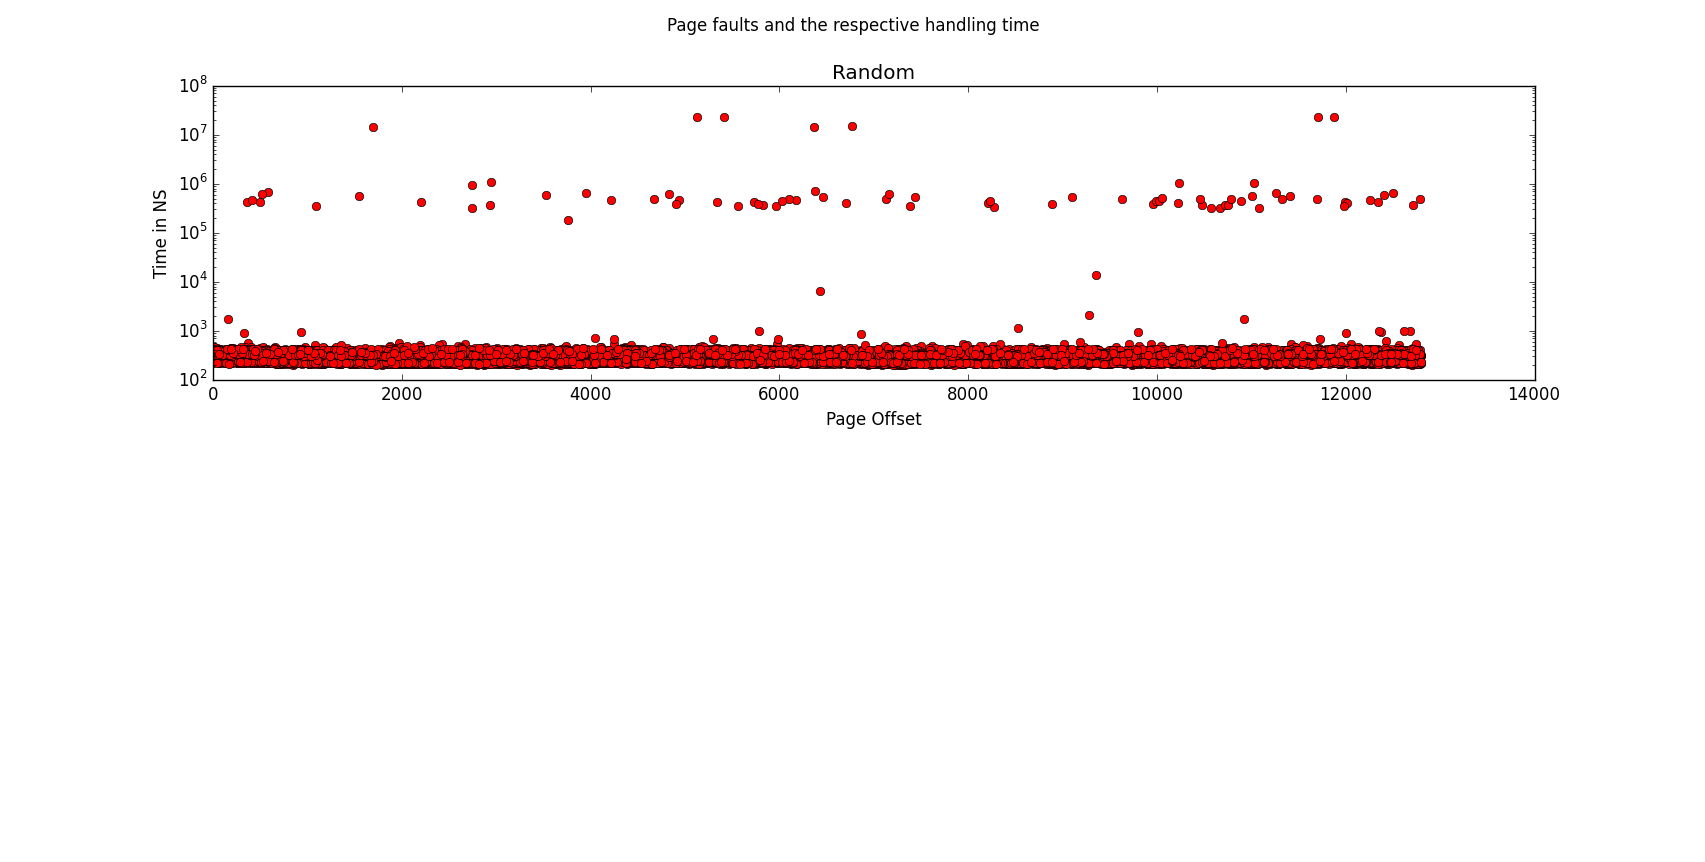 Page faults and the respective handling time
Random
10^8
10^7
10^6
10^5
10^4
10^3
10^2
Time in NS
0 2000 4000 6000 8000 10000 12000 14000
Page Offset